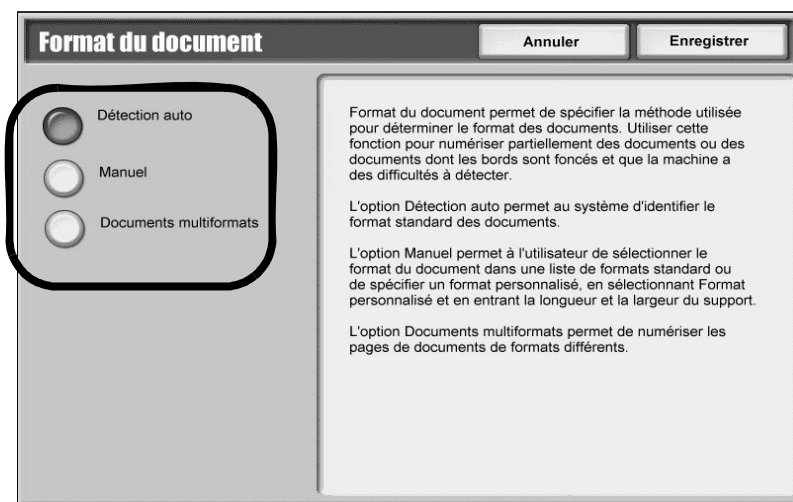 Format du document
Annuler
Enregistrer
Détection auto
Manuel
Documents multiformats
Format du document permet de spécifier la méthode utilisée
pour déterminer le format des documents. Utiliser cette
fonction pour numériser partiellement des documents ou des
documents dont les bords sont foncés et que la machine a
des difficultés à détecter.
L'option Détection auto permet au système d'identifier le
format standard des documents.
L'option Manuel permet à l'utilisateur de sélectionner le
format du document dans une liste de formats standard ou
de spécifier un format personnalisé, en sélectionnant Format
personnalisé et en entrant la longueur et la largeur du support.
L'option Documents multiformats permet de numériser les
pages de documents de formats différents.